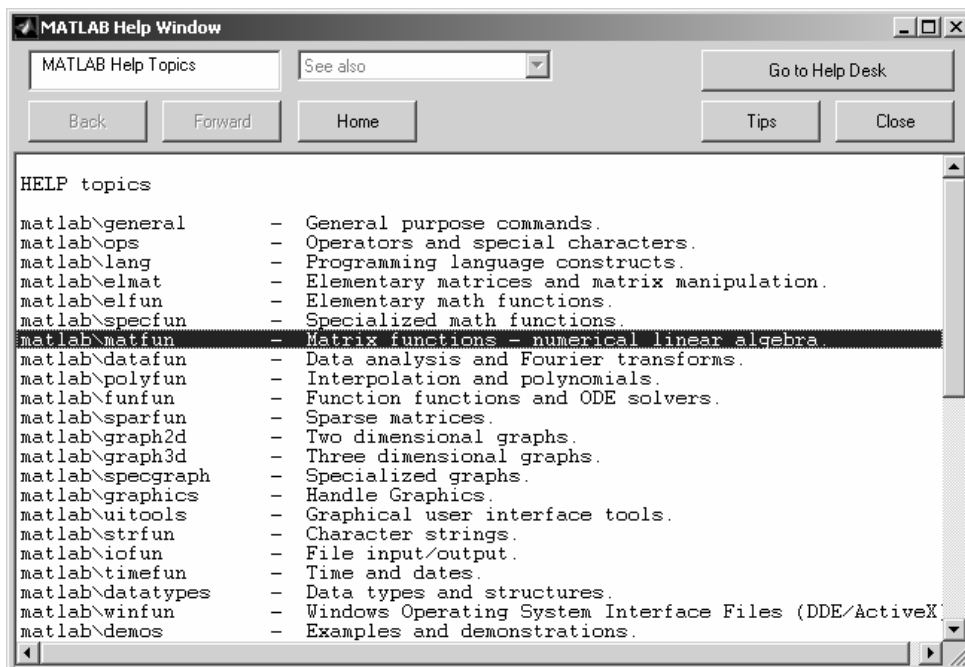 MATLAB Help Window
MATLAB Help Topics
See also
Go to Help Desk
Back
Forward
Home
Tips
Close
HELP topics
matlab\general - General purpose commands.
matlab\ops - Operators and special characters.
matlab\lang - Programming language constructs.
matlab\elmat - Elementary matrices and matrix manipulation.
matlab\elfun - Elementary math functions.
matlab\specfun - Specialized math functions.
matlab\matfun - Matrix functions - numerical linear algebra.
matlab\datafun - Data analysis and Fourier transforms.
matlab\polyfun - Interpolation and polynomials.
matlab\funfun - Function functions and ODE solvers.
matlab\sparfun - Sparse matrices.
matlab\graph2d - Two dimensional graphs.
matlab\graph3d - Three dimensional graphs.
matlab\specgraph - Specialized graphs.
matlab\graphics - Handle Graphics.
matlab\uitools - Graphical user interface tools.
matlab\strfun - Character strings.
matlab\iofun - File input/output.
matlab\timefun - Time and dates.
matlab\datatypes - Data types and structures.
matlab\winfun - Windows Operating System Interface Files (DDE/ActiveX)
matlab\demos - Examples and demonstrations.